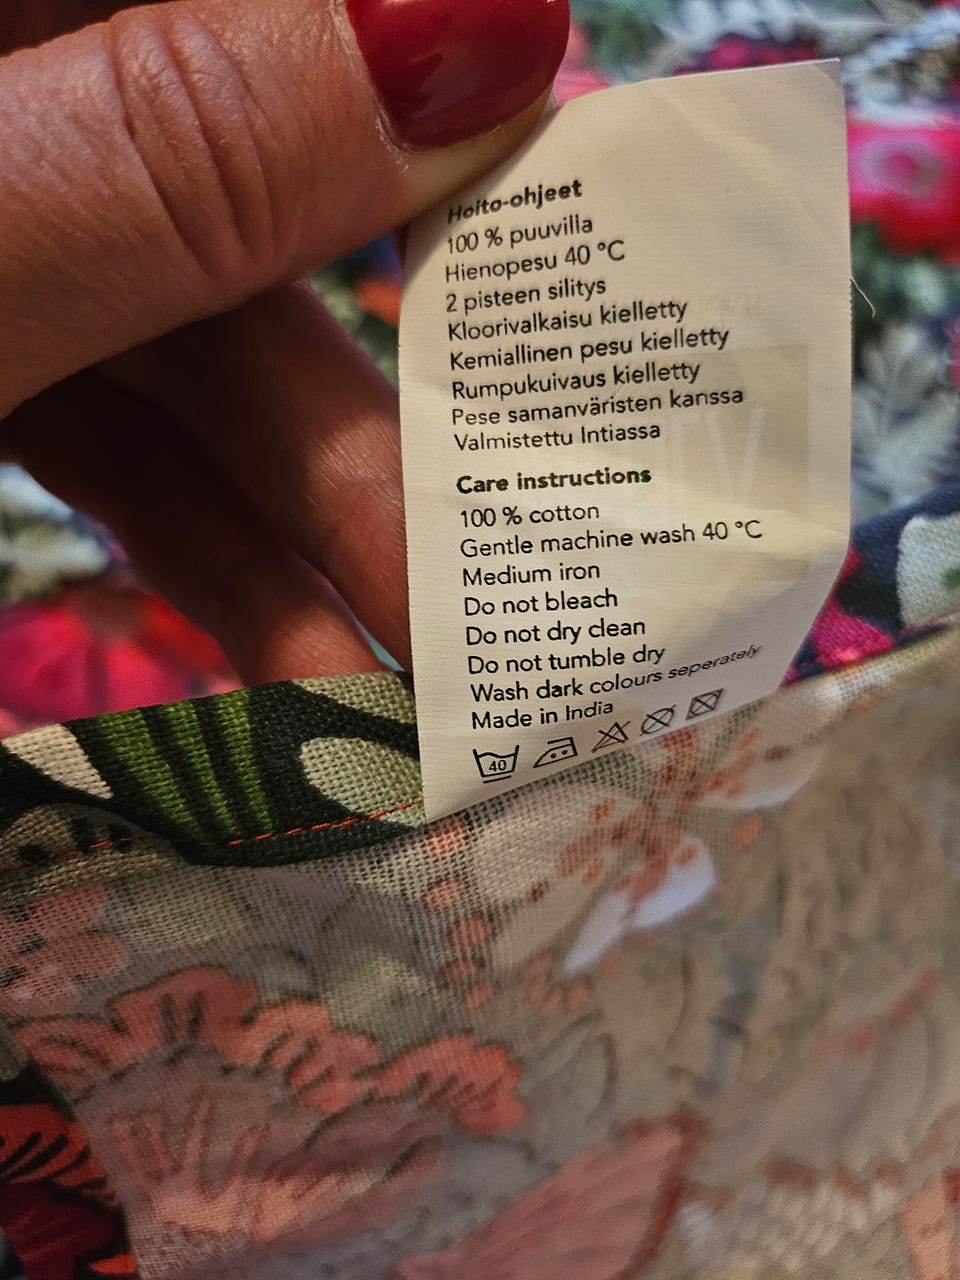 Hoito-ohjeet
100 % puuvilla
Hienopesu 40 °C
2 pisteen silitys
Kloorivalkaisu kielletty
Kemiallinen pesu kielletty
Rumpukuivaus kielletty
Pese samanväristen kanssa
Valmistettu Intiassa
Care instructions
100 % cotton
Gentle machine wash 40 °C
Medium iron
Do not bleach
Do not dry clean
Do not tumble dry
Wash dark colours seperately
Made in India
40